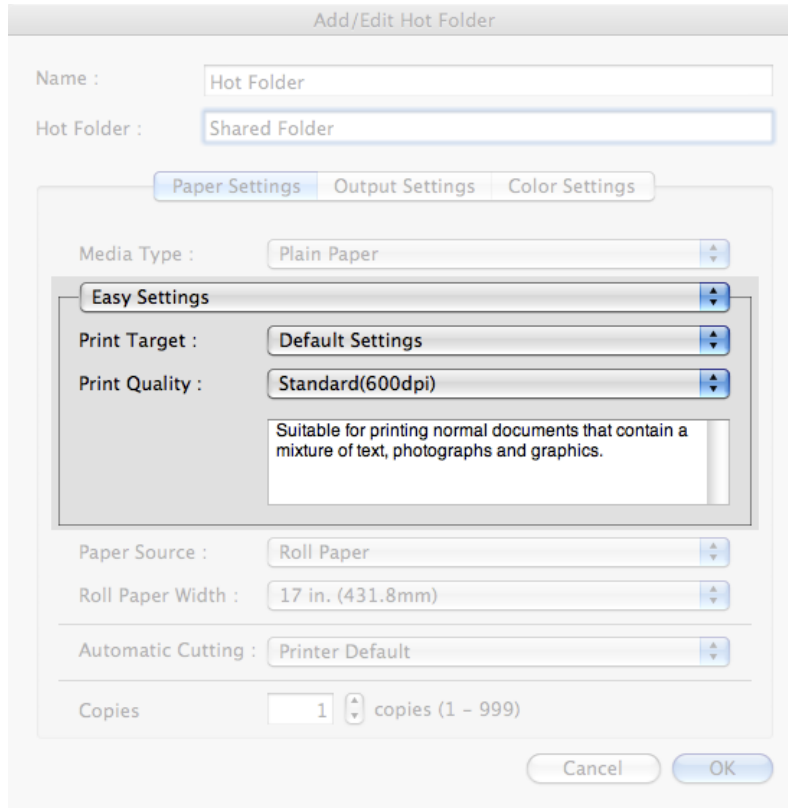 Add/Edit Hot Folder
Name : Hot Folder
Hot Folder : Shared Folder
Paper Settings Output Settings Color Settings
Media Type : Plain Paper
Easy Settings
Print Target : Default Settings
Print Quality : Standard(600dpi)
Suitable for printing normal documents that contain a
mixture of text, photographs and graphics.
Paper Source : Roll Paper
Roll Paper Width : 17 in. (431.8mm)
Automatic Cutting : Printer Default
Copies 1 copies (1 – 999)
Cancel OK